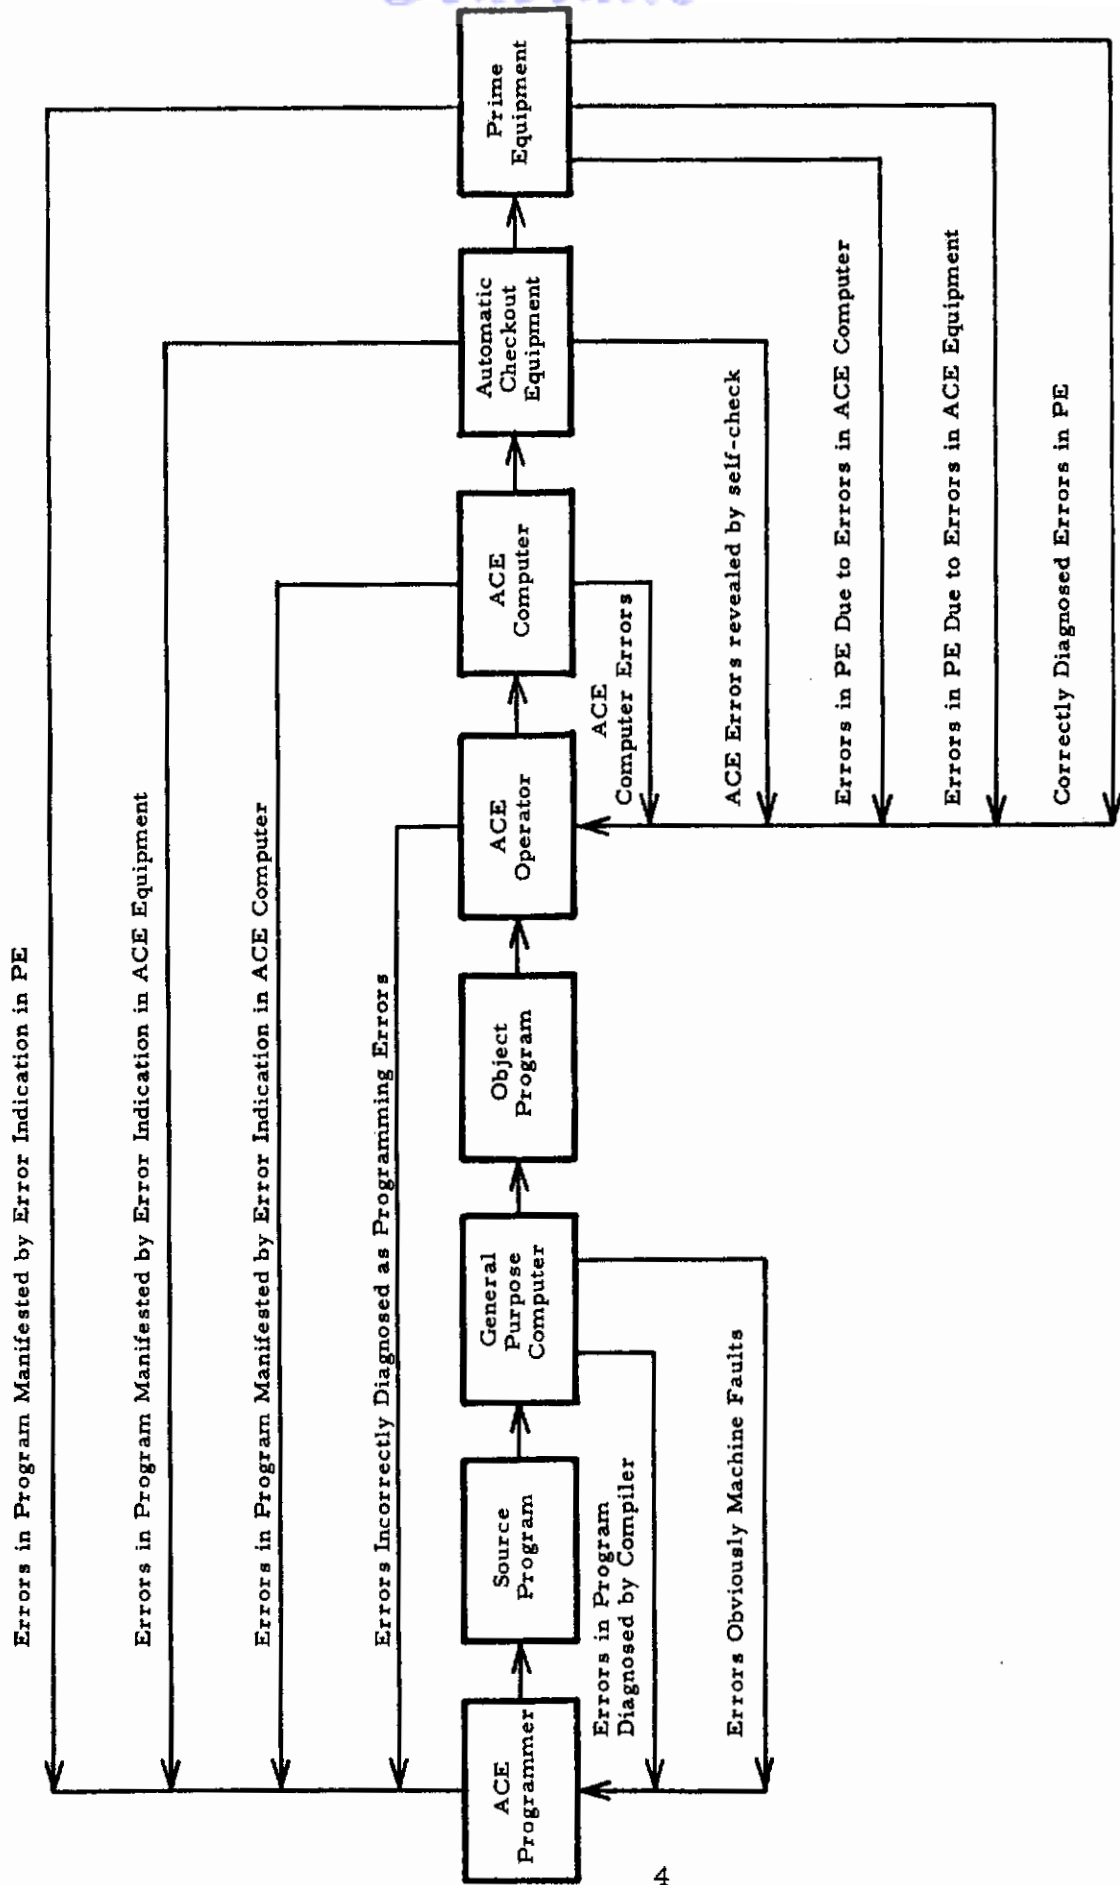 Errors in Program Manifested by Error Indication in PE
Errors in Program Manifested by Error Indication in ACE Equipment
Errors in Program Manifested by Error Indication in ACE Computer
Errors Incorrectly Diagnosed as Programming Errors
ACE
Programmer
Source
Program
General
Purpose
Computer
Object
Program
ACE
Operator
ACE
Computer
Automatic
Checkout
Equipment
Prime
Equipment
Errors in Program
Diagnosed by Compiler
Errors Obviously Machine Faults
ACE
Computer Errors
ACE Errors revealed by self-check
Errors in PE Due to Errors in ACE Computer
Errors in PE Due to Errors in ACE Equipment
Correctly Diagnosed Errors in PE
4